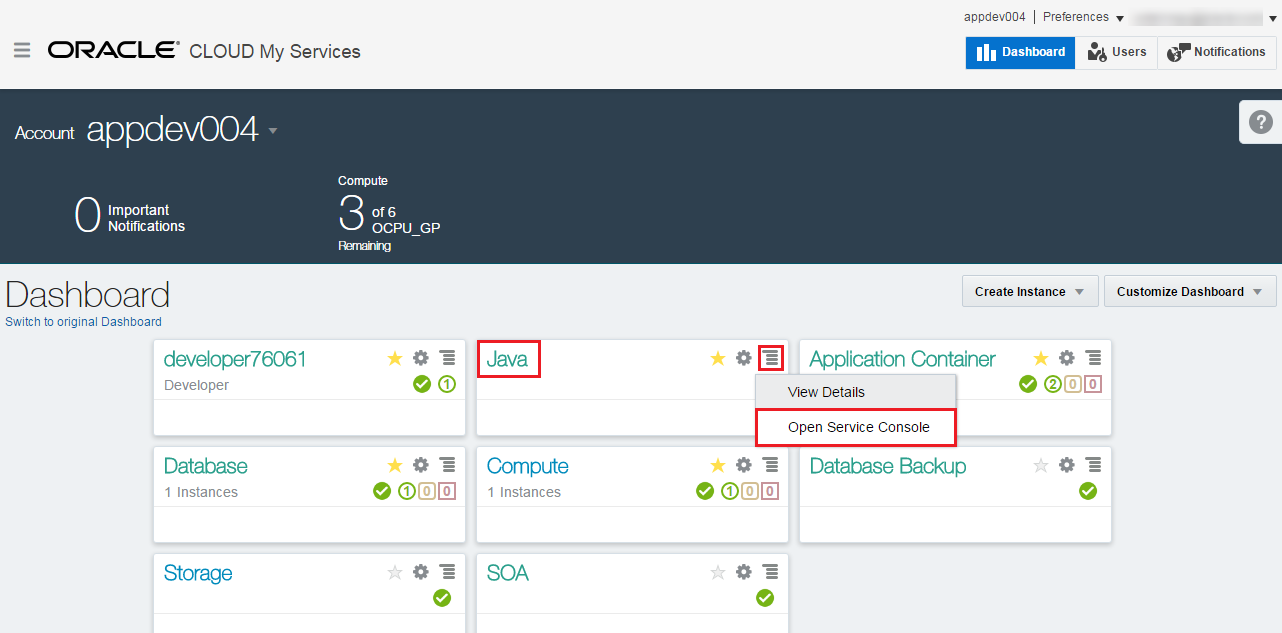 appdev004 Preferences
ORACLE CLOUD My Services
Dashboard Users Notifications
Account appdev004
?
0 Important Notifications
Compute
3 of 6 OCPU_GP
Remaining
Dashboard
Create Instance Customize Dashboard
Switch to original Dashboard
developer76061 Java Application Container
Developer 1 2 0 0
View Details
Open Service Console
Database Compute Database Backup
1 Instances 1 0 0 1 Instances 1 0 0
Storage SOA